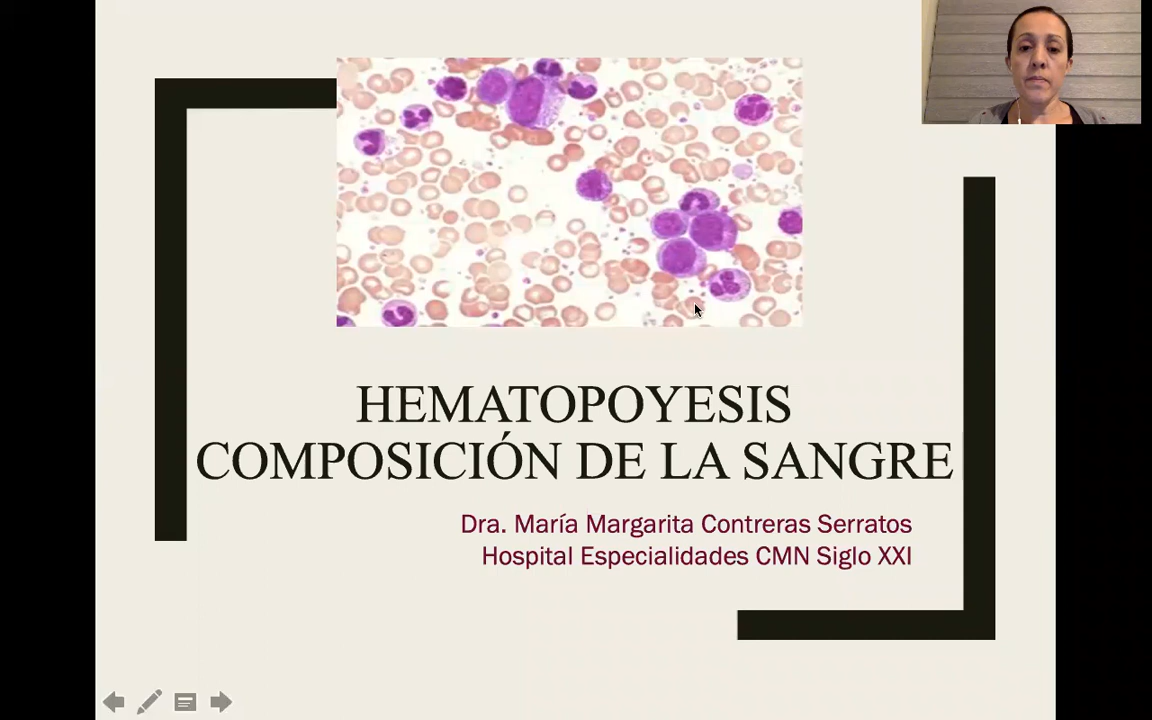 HEMATOPOYESIS
COMPOSICIÓN DE LA SANGRE
Dra. María Margarita Contreras Serratos
Hospital Especialidades CMN Siglo XXI